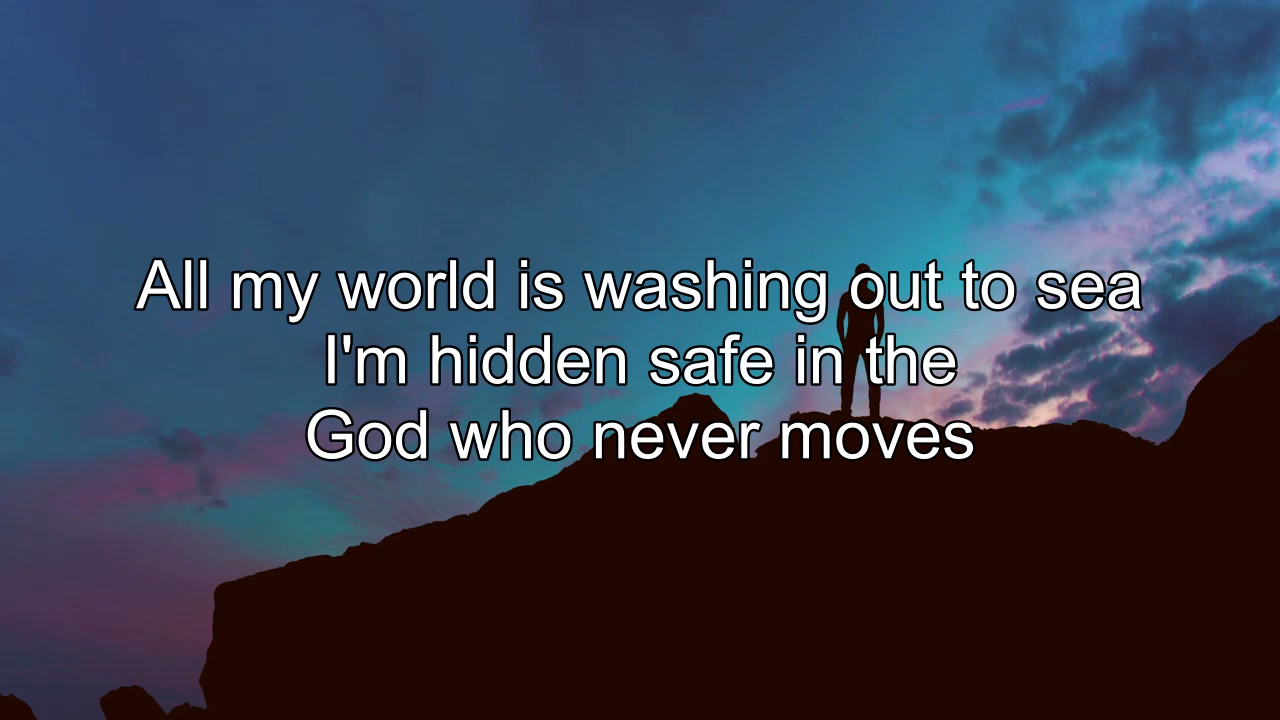 All my world is washing out to sea
I'm hidden safe in the
God who never moves